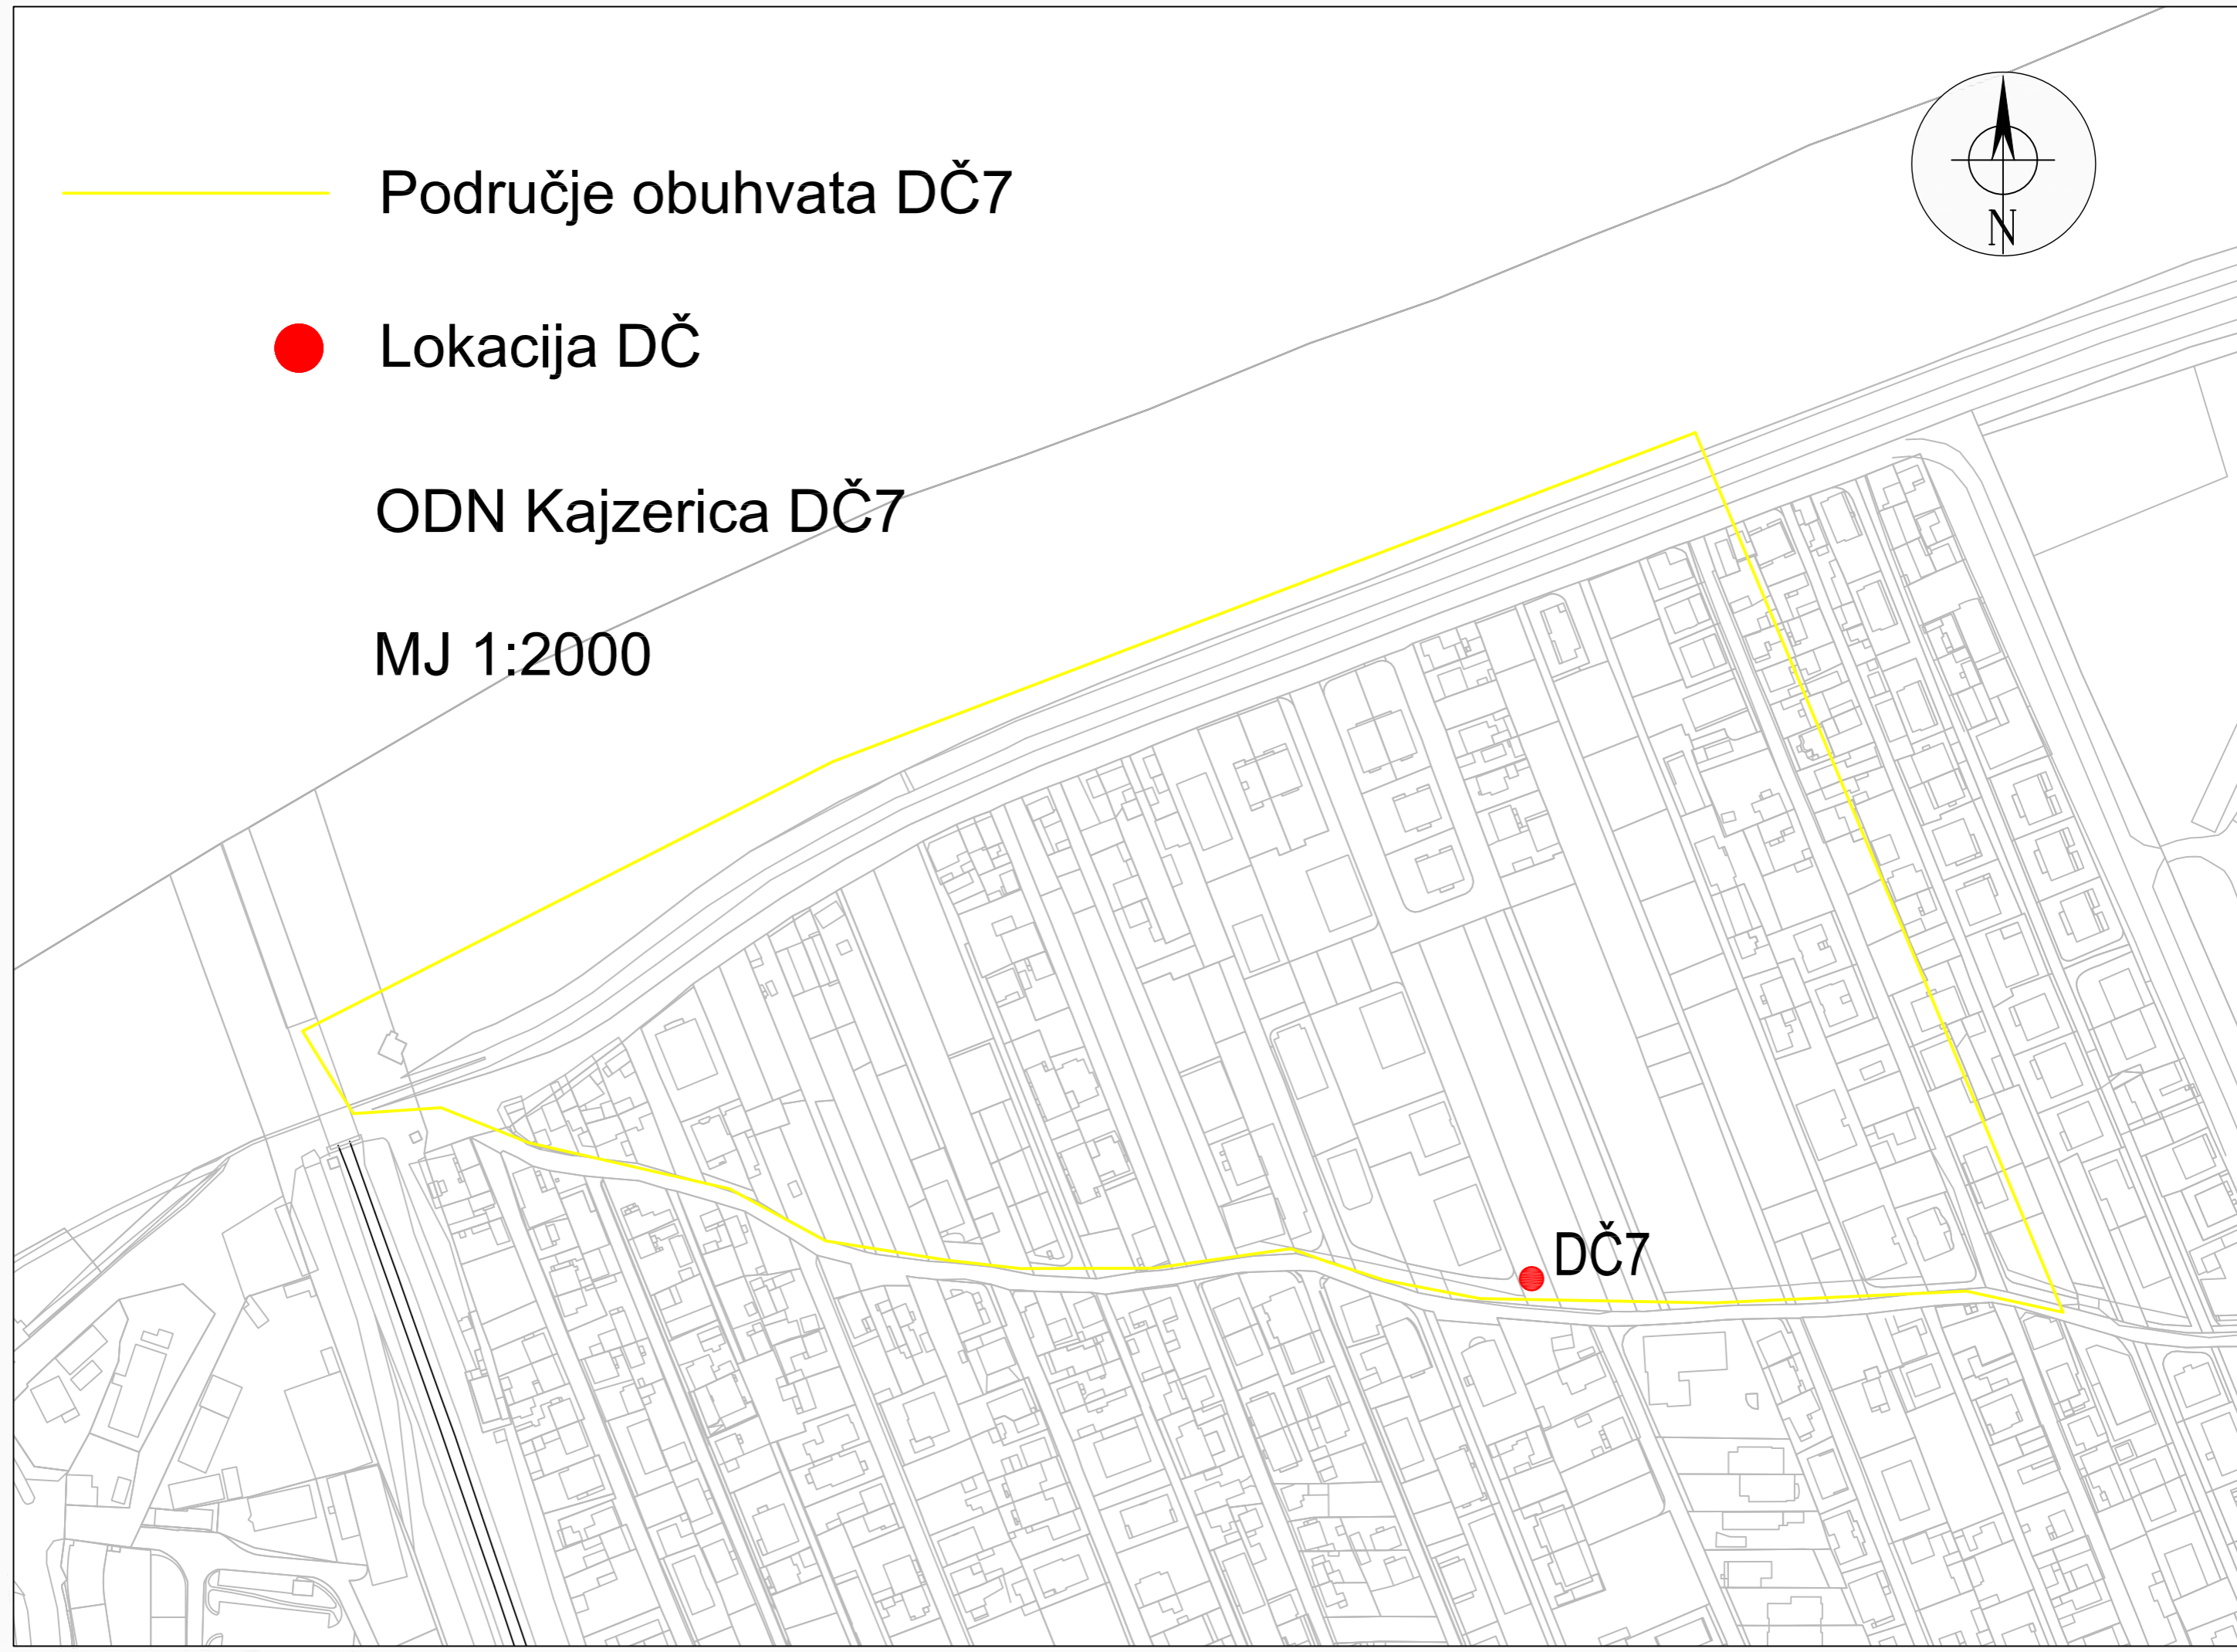 N
Područje obuhvata DČ7
Lokacija DČ
ODN Kajzerica DČ7
MJ 1:2000
DČ7